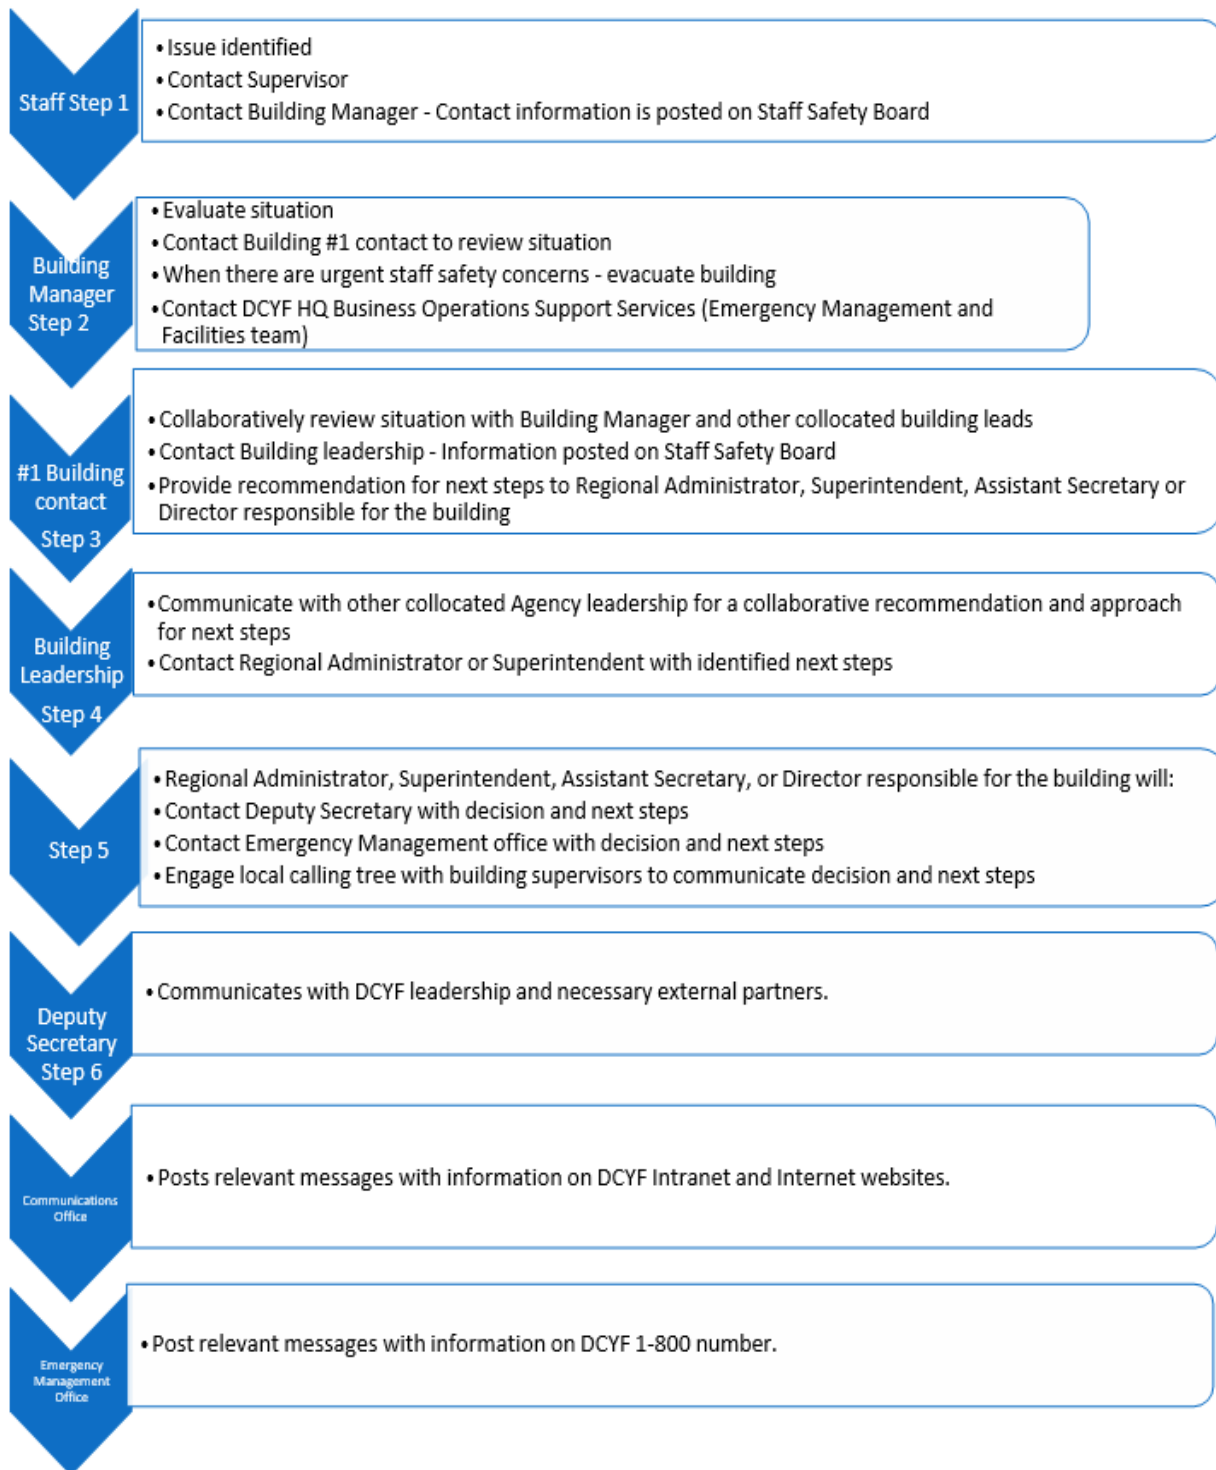 Staff Step 1
• Issue identified
• Contact Supervisor
• Contact Building Manager - Contact information is posted on Staff Safety Board
Building
Manager
Step 2
• Evaluate situation
• Contact Building #1 contact to review situation
• When there are urgent staff safety concerns - evacuate building
• Contact DCYF HQ Business Operations Support Services (Emergency Management and
Facilities team)
#1 Building
contact
Step 3
• Collaboratively review situation with Building Manager and other collocated building leads
• Contact Building leadership - Information posted on Staff Safety Board
• Provide recommendation for next steps to Regional Administrator, Superintendent, Assistant Secretary or
Director responsible for the building
Building
Leadership
Step 4
• Communicate with other collocated Agency leadership for a collaborative recommendation and approach
for next steps
• Contact Regional Administrator or Superintendent with identified next steps
Step 5
• Regional Administrator, Superintendent, Assistant Secretary, or Director responsible for the building will:
• Contact Deputy Secretary with decision and next steps
• Contact Emergency Management office with decision and next steps
• Engage local calling tree with building supervisors to communicate decision and next steps
Deputy
Secretary
Step 6
• Communicates with DCYF leadership and necessary external partners.
Communications
Office
• Posts relevant messages with information on DCYF Intranet and Internet websites.
Emergency
Management
Office
• Post relevant messages with information on DCYF 1-800 number.